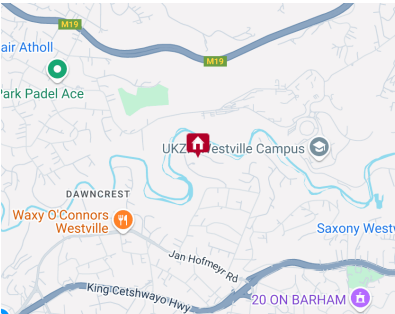 M19
air Atholl
M19
Park Padel Ace
UKZ
Westville Campus
DAWNCREST
Waxy O'Connors
Westville
Saxony Westv
Jan Hofmeyr Rd
King Cetshwayo Hwy
20 ON BARHAM